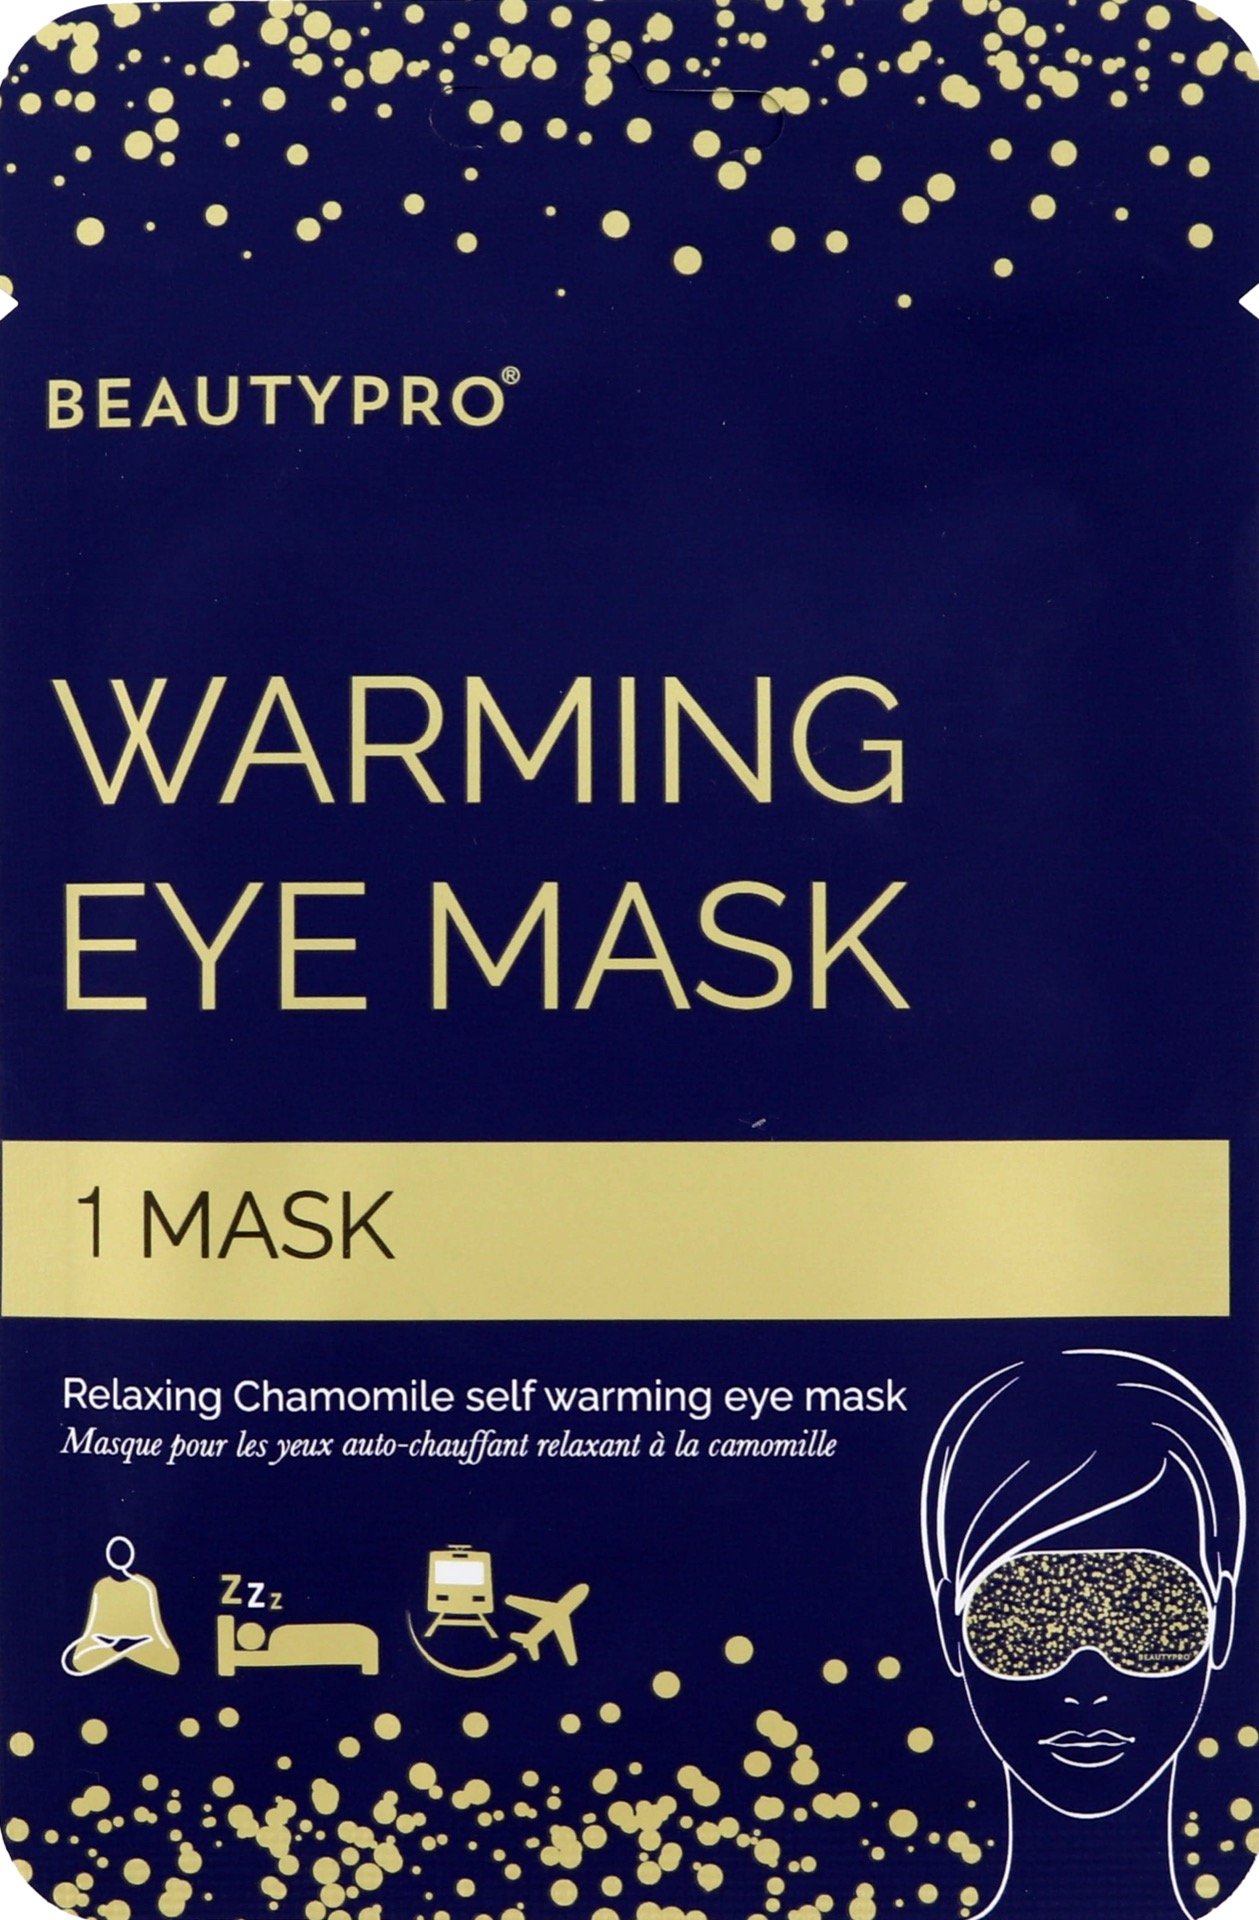 BEAUTYPRO®
WARMING
EYE MASK
1 MASK
Relaxing Chamomile self warming eye mask
Masque pour les yeux auto-chauffant relaxant à la camomille
ZZZ
BEAUTYPRO